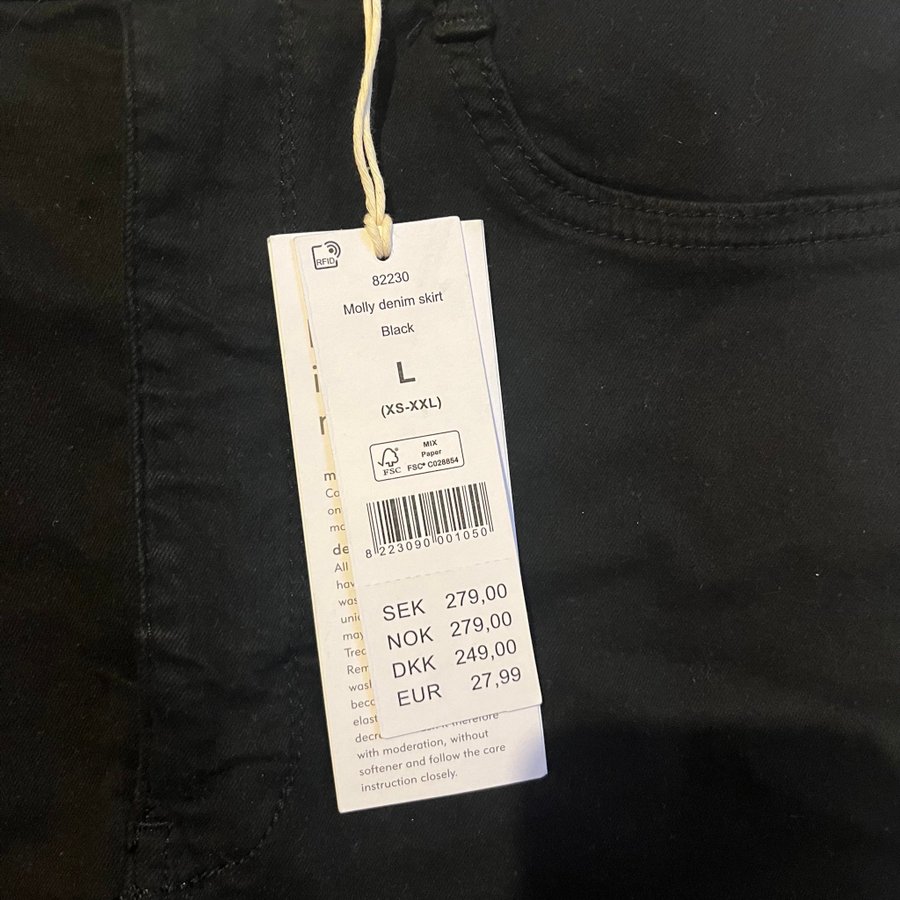 RFID
82230
Molly denim skirt
Black
L
(XS-XXL)
FSC
MIX
Paper
FSC® C028854
8 223090 001050
SEK 279,00
NOK 279,00
DKK 249,00
EUR 27,99
All
with moderation, without
softener and follow the care
instruction closely.